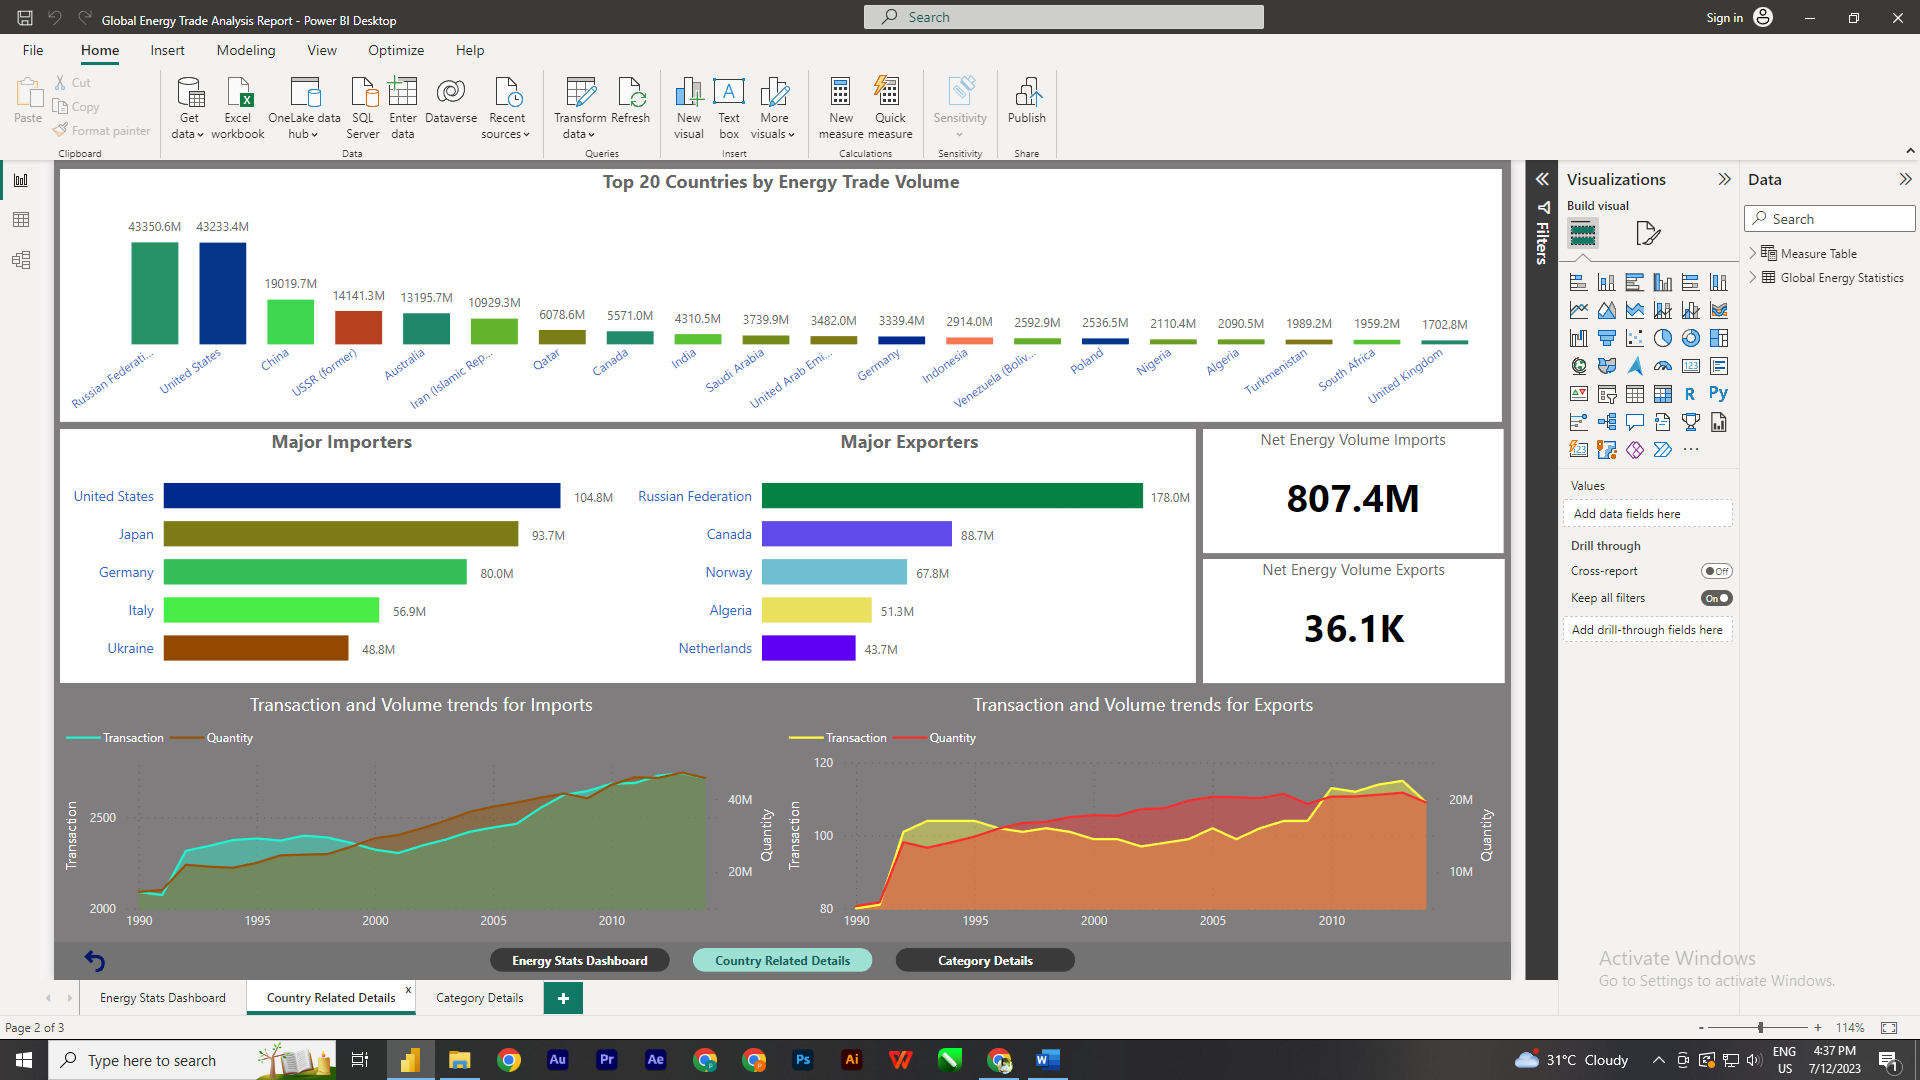 Global Energy Trade Analysis Report - Power BI Desktop
Search
Sign in
File Home Insert Modeling View Optimize Help
Paste
Cut
Copy
Format painter
Clipboard
Get data
Excel workbook
OneLake data hub
SQL Server
Enter data
Dataverse
Recent sources
Data
Transform data
Refresh
Queries
New visual
Text box
More visuals
Insert
New measure
Quick measure
Calculations
Sensitivity
Sensitivity
Publish
Share
Top 20 Countries by Energy Trade Volume
43350.6M 43233.4M 19019.7M 14141.3M 13195.7M 10929.3M 6078.6M 5571.0M 4310.5M 3739.9M 3482.0M 3339.4M 2914.0M 2592.9M 2536.5M 2110.4M 2090.5M 1989.2M 1959.2M 1702.8M
Russian Federati... United States China USSR (former) Australia Iran (Islamic Rep... Qatar Canada India Saudi Arabia United Arab Emi... Germany Indonesia Venezuela (Boliv... Poland Nigeria Algeria Turkmenistan South Africa United Kingdom
Major Importers
United States 104.8M
Japan 93.7M
Germany 80.0M
Italy 56.9M
Ukraine 48.8M
Major Exporters
Russian Federation 178.0M
Canada 88.7M
Norway 67.8M
Algeria 51.3M
Netherlands 43.7M
Net Energy Volume Imports
807.4M
Net Energy Volume Exports
36.1K
Transaction and Volume trends for Imports
Transaction Quantity
Transaction
2500
2000
40M
20M
Quantity
1990 1995 2000 2005 2010
Transaction and Volume trends for Exports
Transaction Quantity
Transaction
120
100
80
20M
10M
Quantity
1990 1995 2000 2005 2010
Energy Stats Dashboard Country Related Details Category Details
Filters
Visualizations
Build visual
123
R
Py
123
Values
Add data fields here
Drill through
Cross-report Off
Keep all filters On
Add drill-through fields here
Data
Search
Measure Table
Global Energy Statistics
Activate Windows
Go to Settings to activate Windows.
Energy Stats Dashboard Country Related Details x Category Details +
Page 2 of 3
- + 114%
Type here to search
Au Pr Ae Ps Ai W
31°C Cloudy
ENG
US
4:37 PM
7/12/2023
1